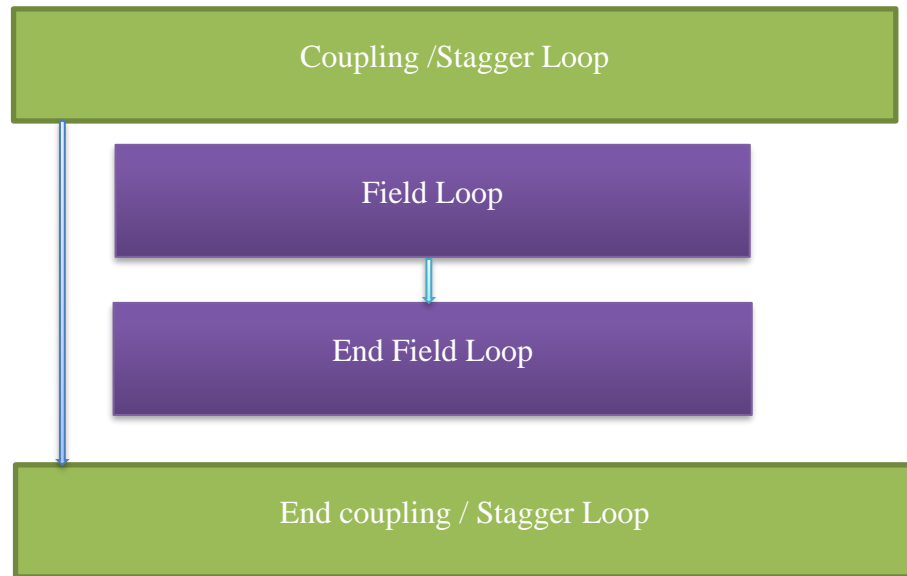 Coupling /Stagger Loop
Field Loop
End Field Loop
End coupling / Stagger Loop